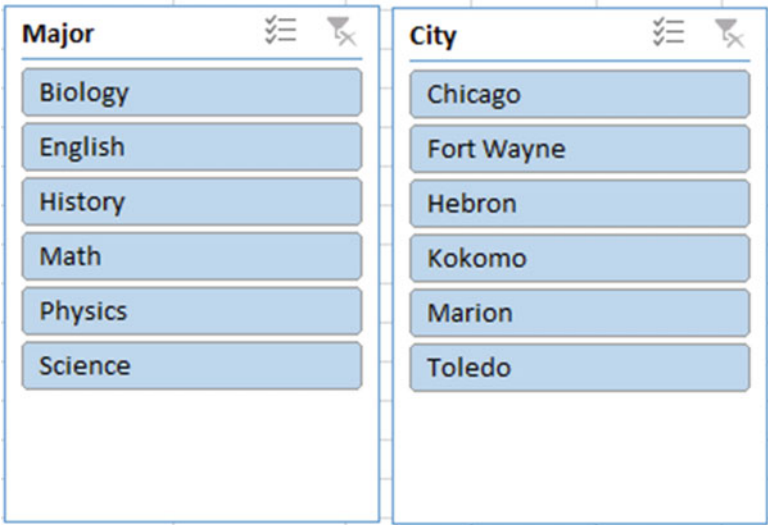 Major
Biology
English
History
Math
Physics
Science
City
Chicago
Fort Wayne
Hebron
Kokomo
Marion
Toledo